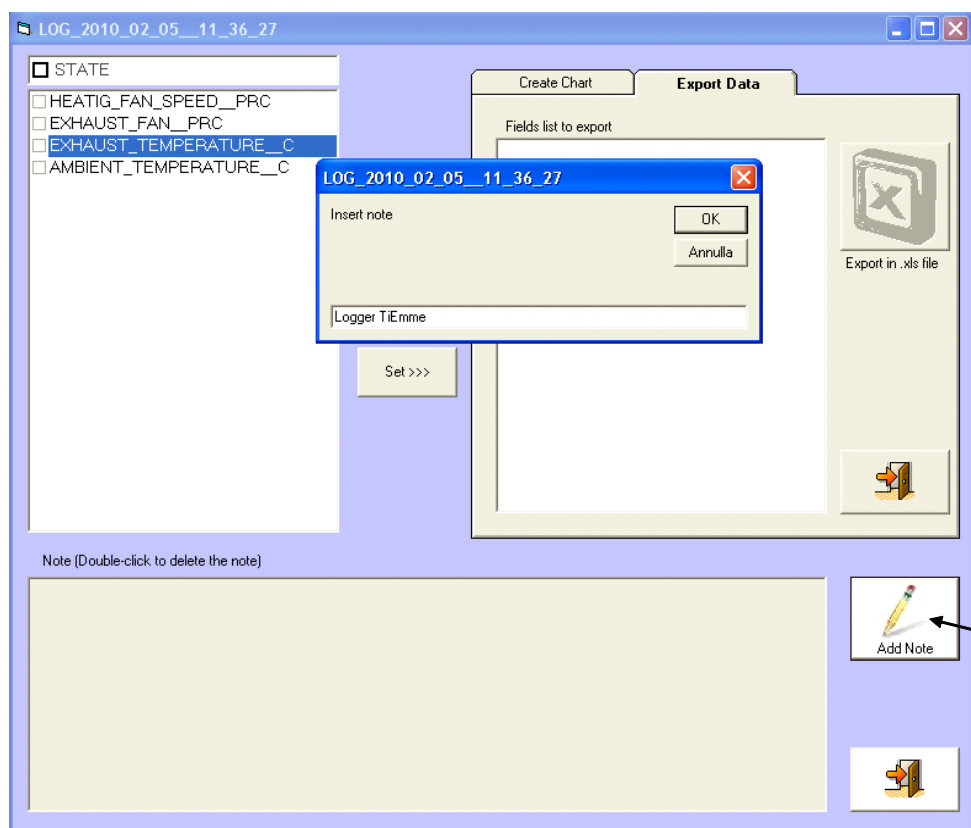 LOG_2010_02_05__11_36_27
STATE
HEATIG_FAN_SPEED__PRC
EXHAUST_FAN__PRC
EXHAUST_TEMPERATURE__C
AMBIENT_TEMPERATURE__C
Create Chart
Export Data
Fields list to export
LOG_2010_02_05__11_36_27
Insert note
OK
Annulla
Logger TiEmme
Export in .xls file
Set >>>
Note (Double-click to delete the note)
Add Note